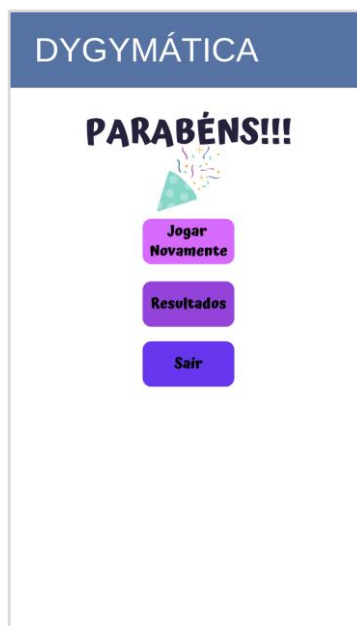 DYGYMÁTICA
PARABÉNS!!!
Jogar
Novamente
Resultados
Sair